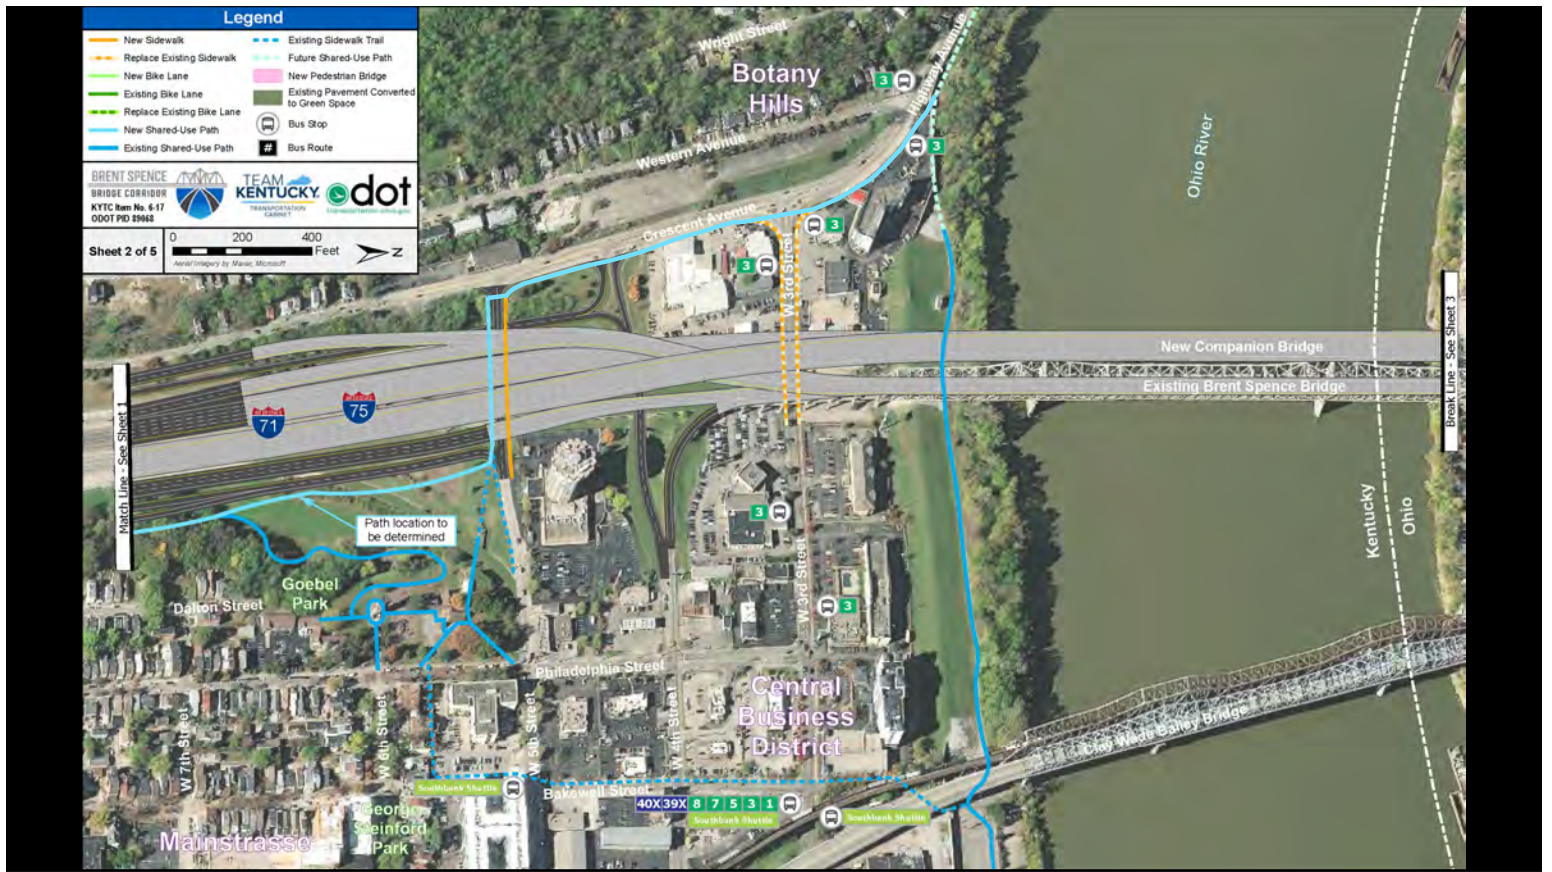 Legend
New Sidewalk
Replace Existing Sidewalk
New Bike Lane
Existing Bike Lane
Replace Existing Bike Lane
New Shared-Use Path
Existing Shared-Use Path
Existing Sidewalk Trail
Future Shared-Use Path
New Pedestrian Bridge
Existing Pavement Converted
to Green Space
Bus Stop
# Bus Route
BRENT SPENCE
BRIDGE CORRIDOR
KYTC Item No. 6-17
ODOT PID 89068
TEAM
KENTUCKY
TRANSPORTATION
CABINET
odot
Sheet 2 of 5
0 200 400
Feet
N
Aerial Imagery by Maxar, Microsoft
Wright Street
Botany
Hills
3
Highway Avenue
Western Avenue
3
Ohio River
Crescent Avenue
3
3
W 3rd Street
New Companion Bridge
Existing Brent Spence Bridge
Match Line - See Sheet 1
Break Line - See Sheet 3
71
75
Path location to
be determined
3
Kentucky
Ohio
Goebel
Park
Dalton Street
W 3rd Street
3
Philadelphia Street
Central
Business
District
W 7th Street
W 6th Street
W 5th Street
W 4th Street
Clay Wade Bailey Bridge
Southbank Shuttle
Bakewell Street
40X 39X 8 7 5 3 1
Southbank Shuttle
Southbank Shuttle
George
Steinford
Park
Mainstrasse